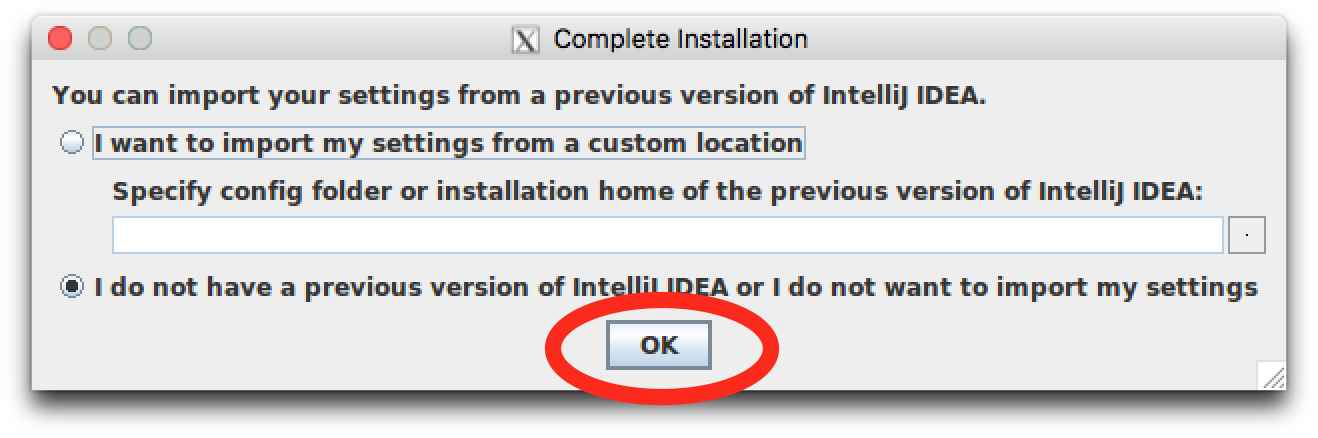 Complete Installation
You can import your settings from a previous version of IntelliJ IDEA.
I want to import my settings from a custom location
Specify config folder or installation home of the previous version of IntelliJ IDEA:
.
I do not have a previous version of IntelliJ IDEA or I do not want to import my settings
OK